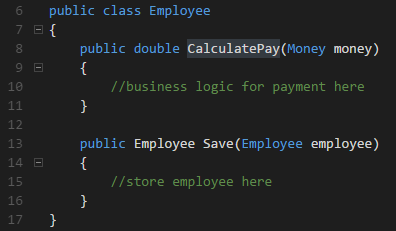 6 public class Employee
7 {
8 public double CalculatePay(Money money)
9 {
10 //business logic for payment here
11 }
12
13 public Employee Save(Employee employee)
14 {
15 //store employee here
16 }
17 }